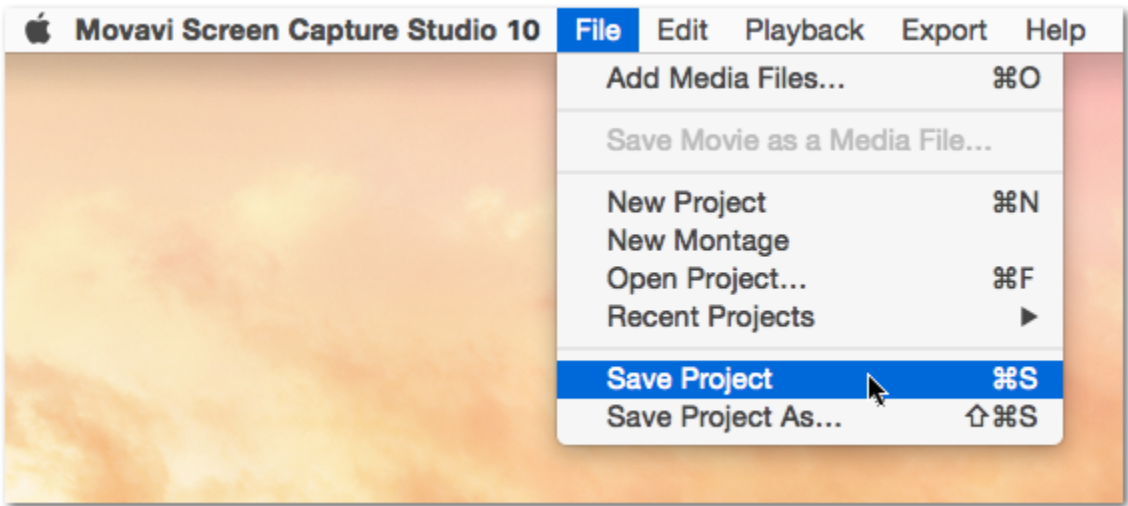 Movavi Screen Capture Studio 10 File Edit Playback Export Help
Add Media Files... ⌘O
Save Movie as a Media File...
New Project ⌘N
New Montage
Open Project... ⌘F
Recent Projects ▶
Save Project ⌘S
Save Project As... ⇧⌘S